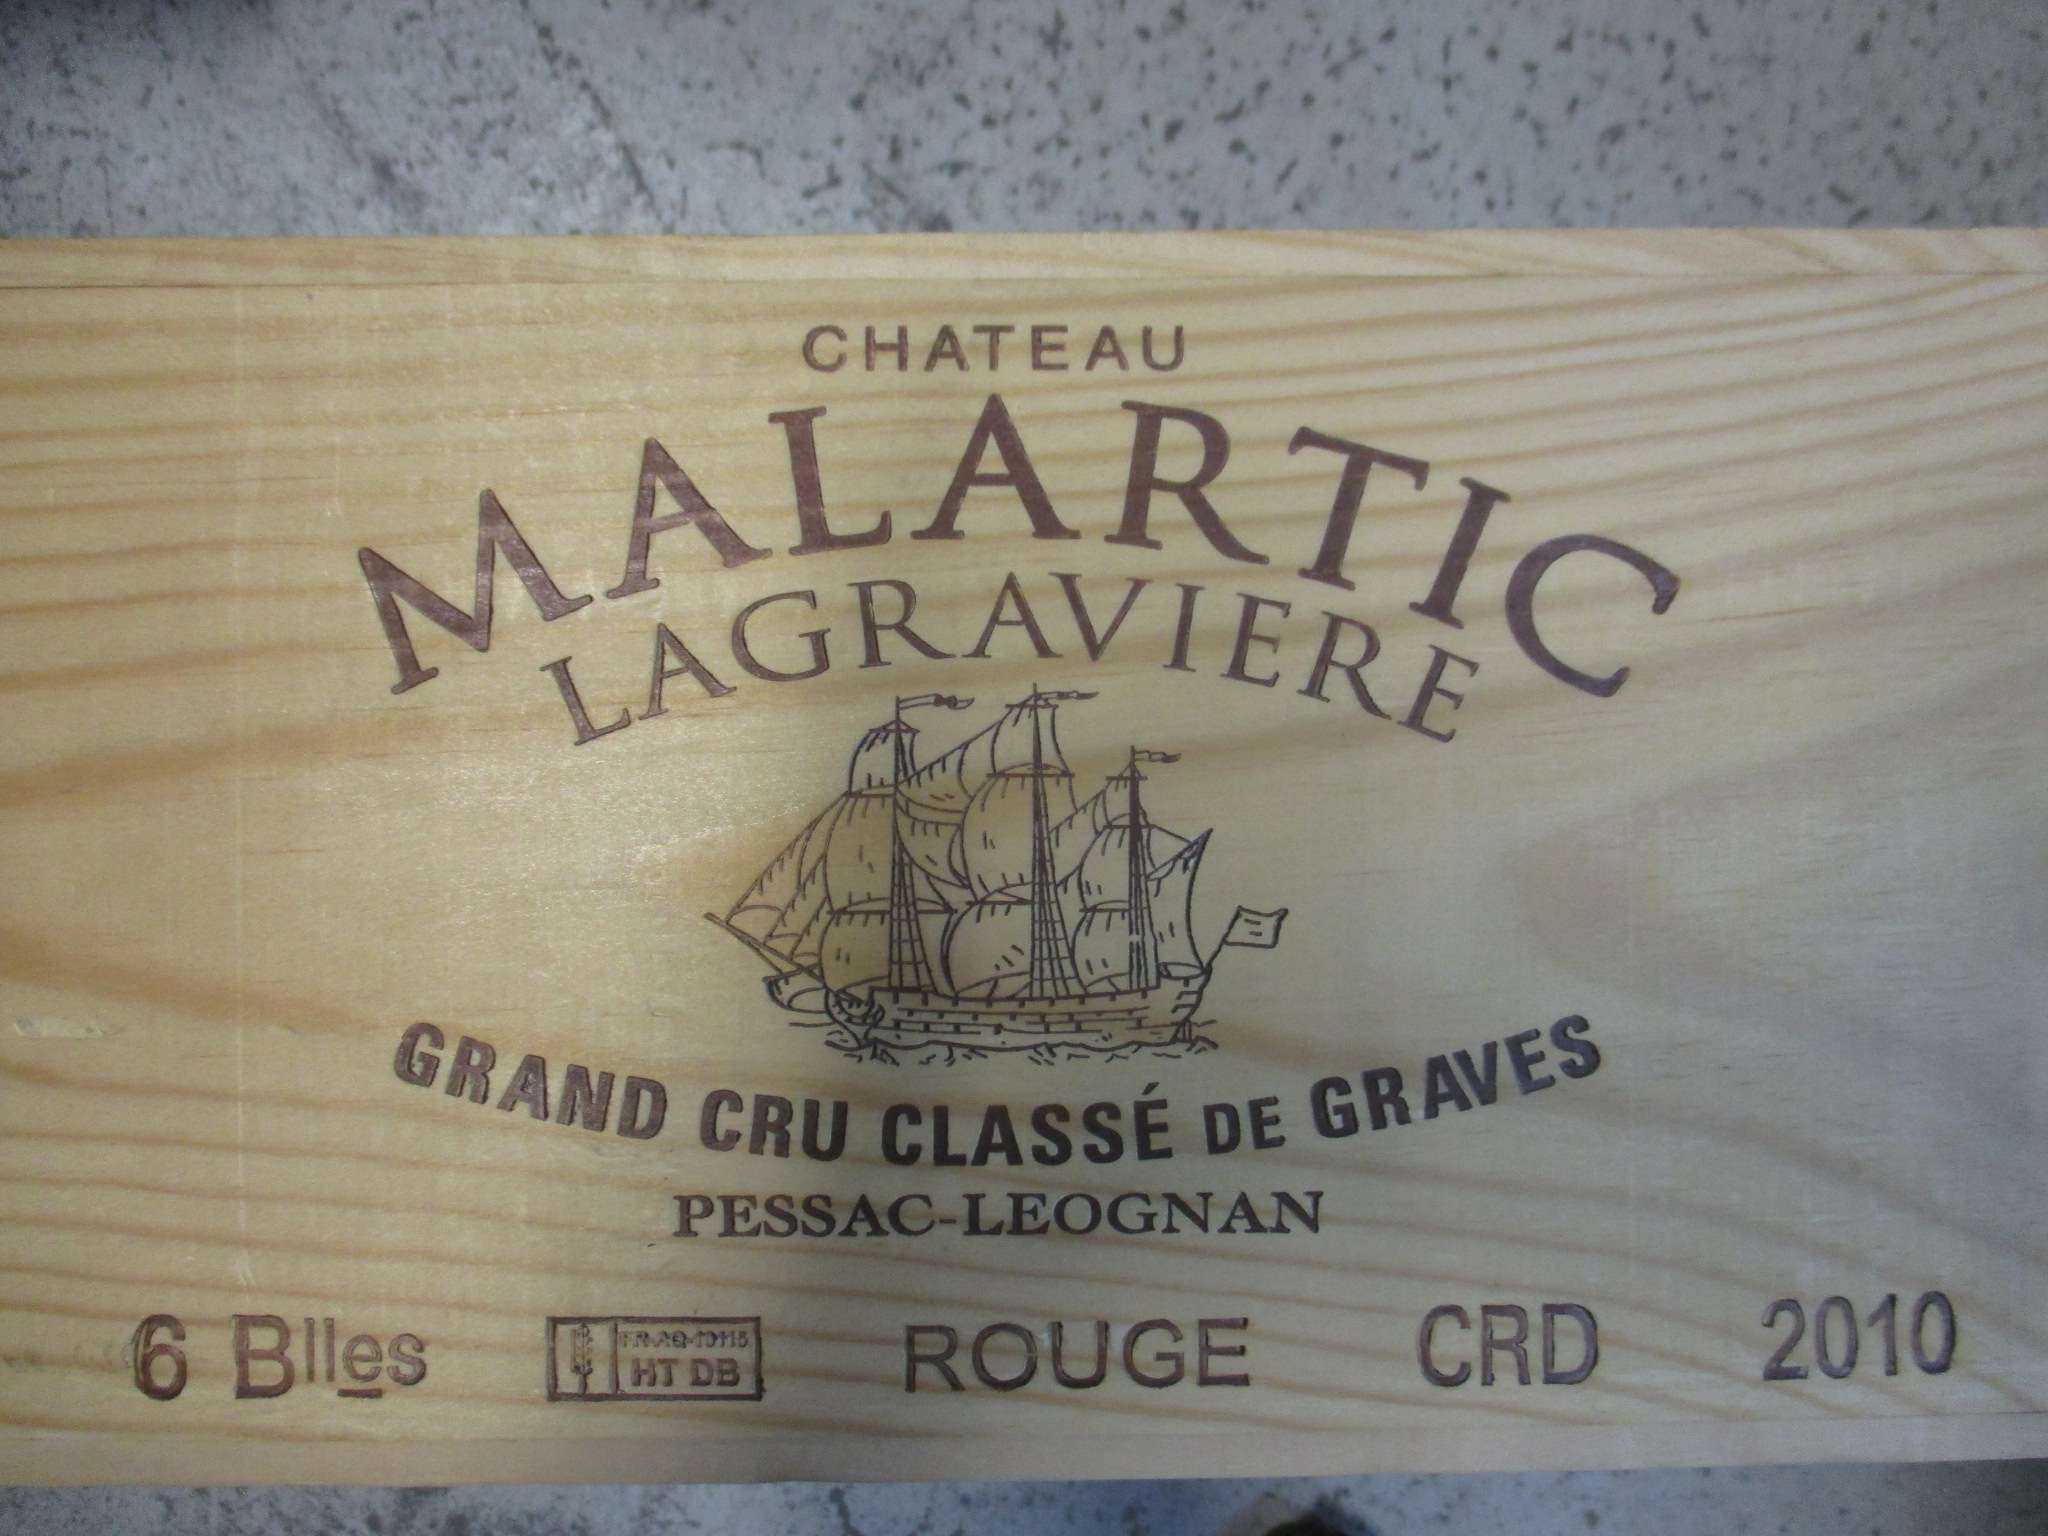 CHATEAU
MALARTIC
LAGRAVIERE
GRAND CRU CLASSÉ DE GRAVES
PESSAC-LEOGNAN
6 Blles
HT DB
ROUGE
CRD
2010